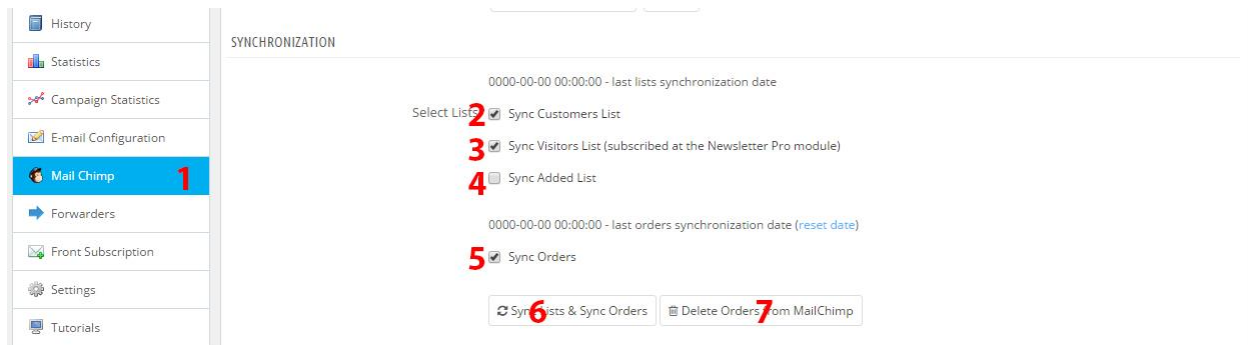 History
Statistics
Campaign Statistics
E-mail Configuration
Mail Chimp 1
Forwarders
Front Subscription
Settings
Tutorials
SYNCHRONIZATION
0000-00-00 00:00:00 - last lists synchronization date
Select Lists 2 Sync Customers List
3 Sync Visitors List (subscribed at the Newsletter Pro module)
4 Sync Added List
0000-00-00 00:00:00 - last orders synchronization date (reset date)
5 Sync Orders
6 Sync Lists & Sync Orders 7 Delete Orders from MailChimp